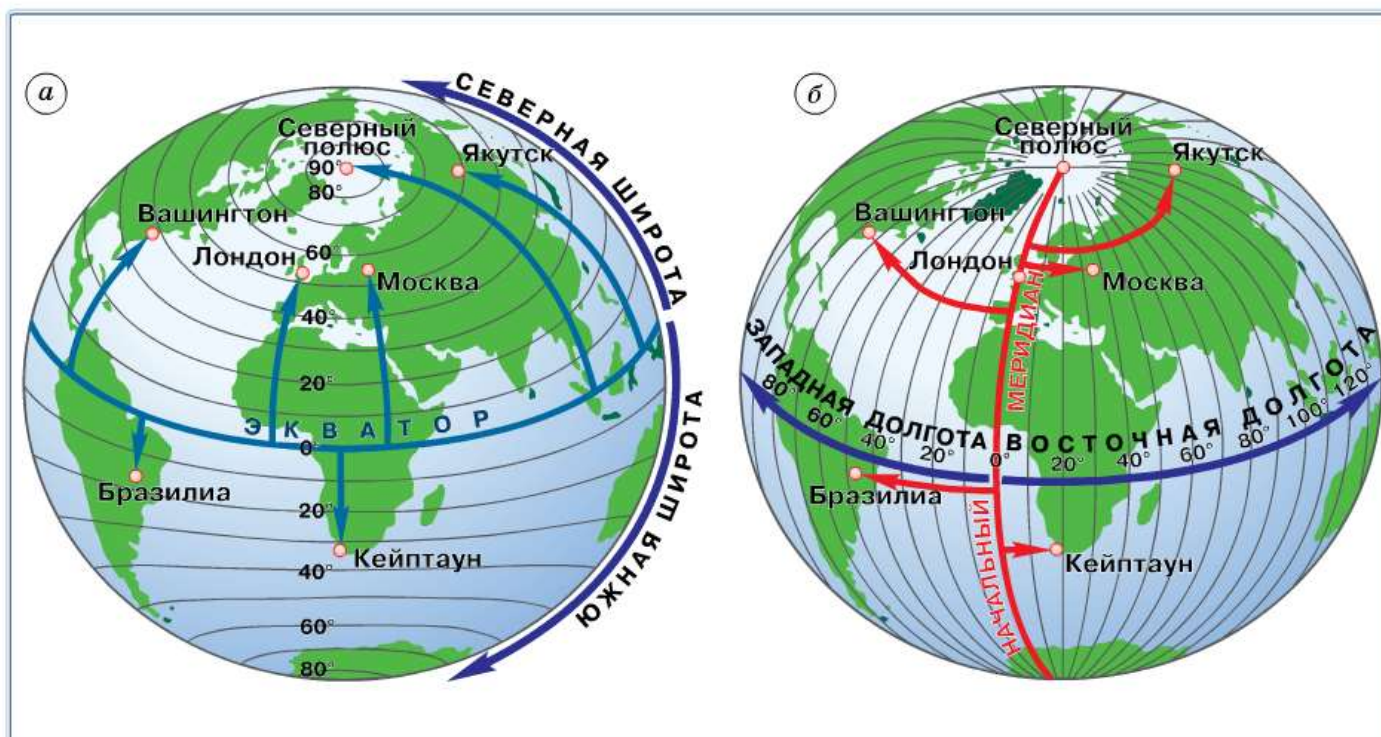 а
СЕВЕРНАЯ ШИРОТА
Северный
полюс
90°
80°
Якутск
Вашингтон
60°
Лондон
Москва
40°
20°
ЭКВАТОР
0°
Бразилиа
20°
Кейптаун
40°
60°
80°
ЮЖНАЯ ШИРОТА
б
Северный
полюс
Якутск
Вашингтон
Лондон
Москва
МЕРИДИАН
ЗАПАДНАЯ ДОЛГОТА ВОСТОЧНАЯ ДОЛГОТА
80° 60° 40° 20° 0° 20° 40° 60° 80° 100° 120°
Бразилиа
НАЧАЛЬНЫЙ
Кейптаун